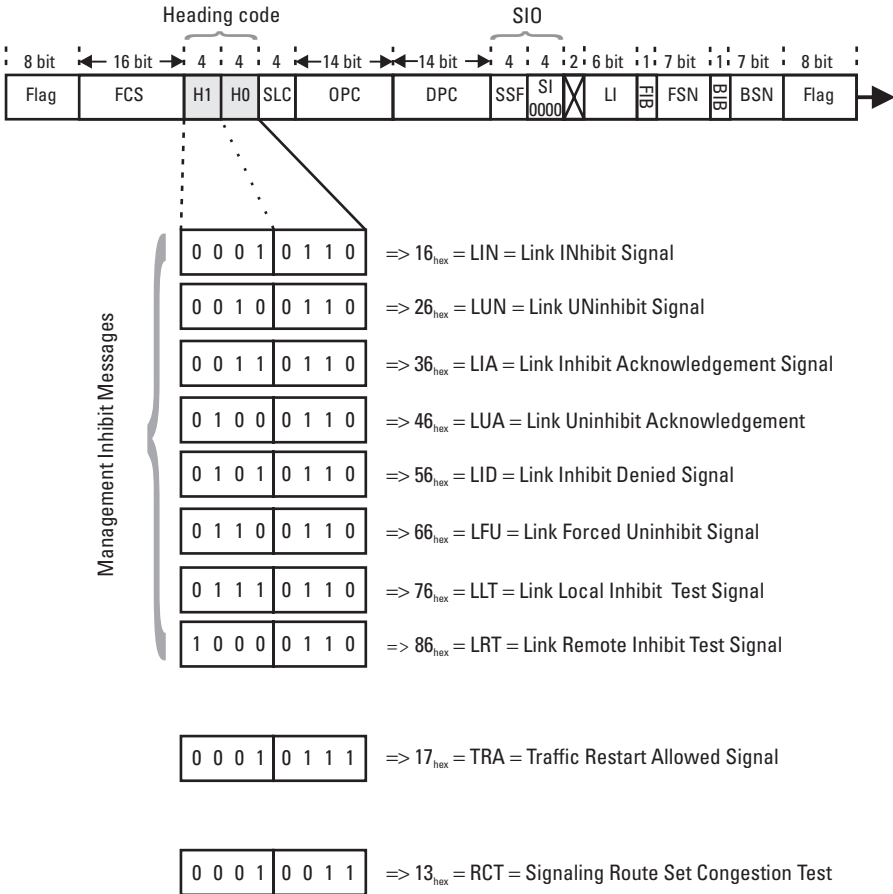 Heading code SIO
8 bit 16 bit 4 4 4 14 bit 14 bit 4 4 2 6 bit 1 7 bit 1 7 bit 8 bit
Flag FCS H1 H0 SLC OPC DPC SSF SI 0000 LI FIB FSN BIB BSN Flag
Management Inhibit Messages
0 0 0 1 0 1 1 0 => 16hex = LIN = Link INhibit Signal
0 0 1 0 0 1 1 0 => 26hex = LUN = Link UNinhibit Signal
0 0 1 1 0 1 1 0 => 36hex = LIA = Link Inhibit Acknowledgement Signal
0 1 0 0 0 1 1 0 => 46hex = LUA = Link Uninhibit Acknowledgement
0 1 0 1 0 1 1 0 => 56hex = LID = Link Inhibit Denied Signal
0 1 1 0 0 1 1 0 => 66hex = LFU = Link Forced Uninhibit Signal
0 1 1 1 0 1 1 0 => 76hex = LLT = Link Local Inhibit Test Signal
1 0 0 0 0 1 1 0 => 86hex = LRT = Link Remote Inhibit Test Signal
0 0 0 1 0 1 1 1 => 17hex = TRA = Traffic Restart Allowed Signal
0 0 0 1 0 0 1 1 => 13hex = RCT = Signaling Route Set Congestion Test